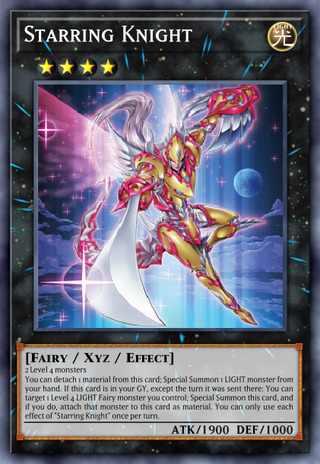 Starring Knight
LIGHT
光
[Fairy / Xyz / Effect]
2 Level 4 monsters
You can detach 1 material from this card; Special Summon 1 LIGHT monster from
your hand. If this card is in your GY, except the turn it was sent there: You can
target 1 Level 4 LIGHT Fairy monster you control; Special Summon this card, and
if you do, attach that monster to this card as material. You can only use each
effect of "Starring Knight" once per turn.
ATK/1900 DEF/1000